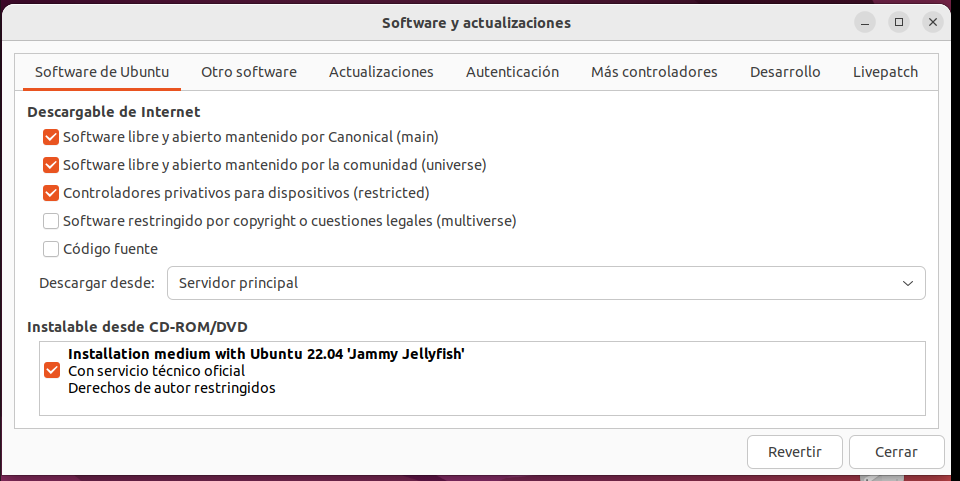 Software y actualizaciones
Software de Ubuntu Otro software Actualizaciones Autenticación Más controladores Desarrollo Livepatch
Descargable de Internet
Software libre y abierto mantenido por Canonical (main)
Software libre y abierto mantenido por la comunidad (universe)
Controladores privativos para dispositivos (restricted)
Software restringido por copyright o cuestiones legales (multiverse)
Código fuente
Descargar desde: Servidor principal
Instalable desde CD-ROM/DVD
Installation medium with Ubuntu 22.04 'Jammy Jellyfish'
Con servicio técnico oficial
Derechos de autor restringidos
Revertir Cerrar